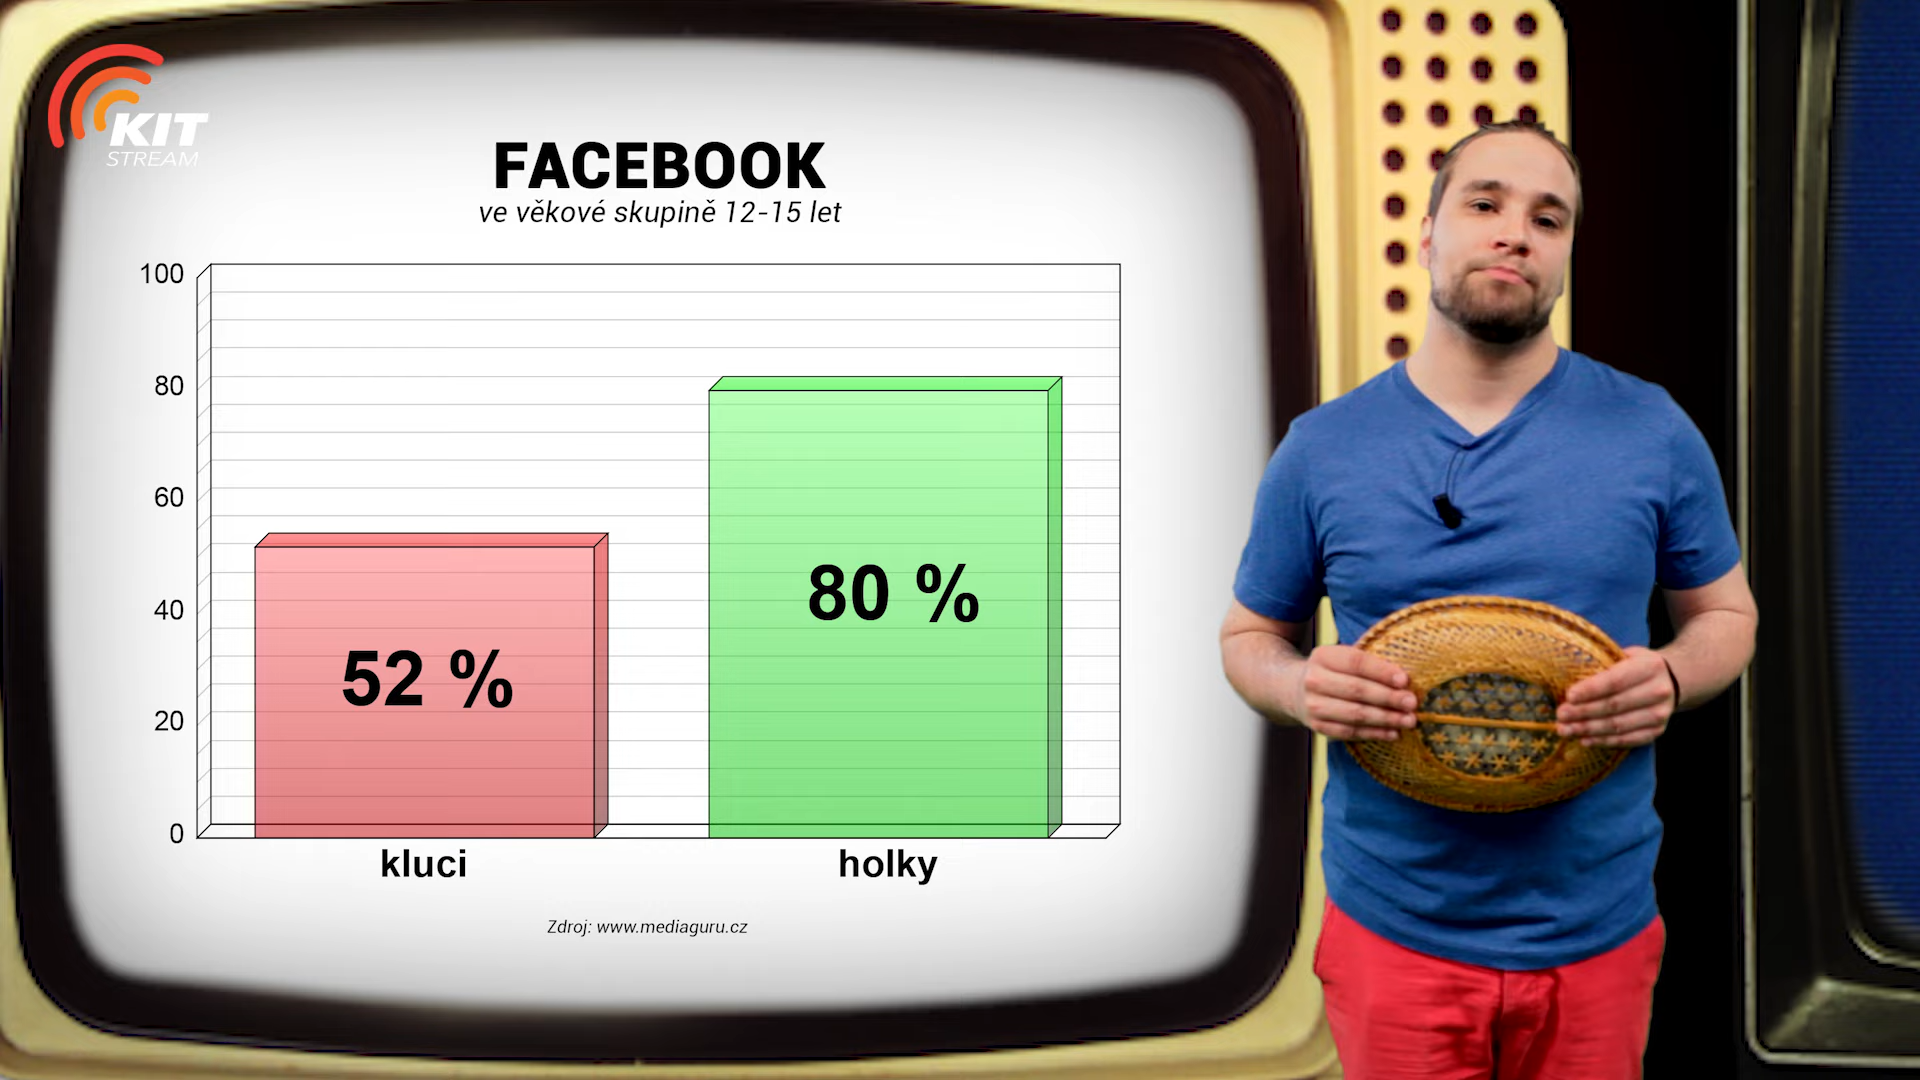 KIT
STREAM
FACEBOOK
ve věkové skupině 12-15 let
100
80
60
40
20
0
52 %
80 %
kluci
holky
Zdroj: www.mediaguru.cz